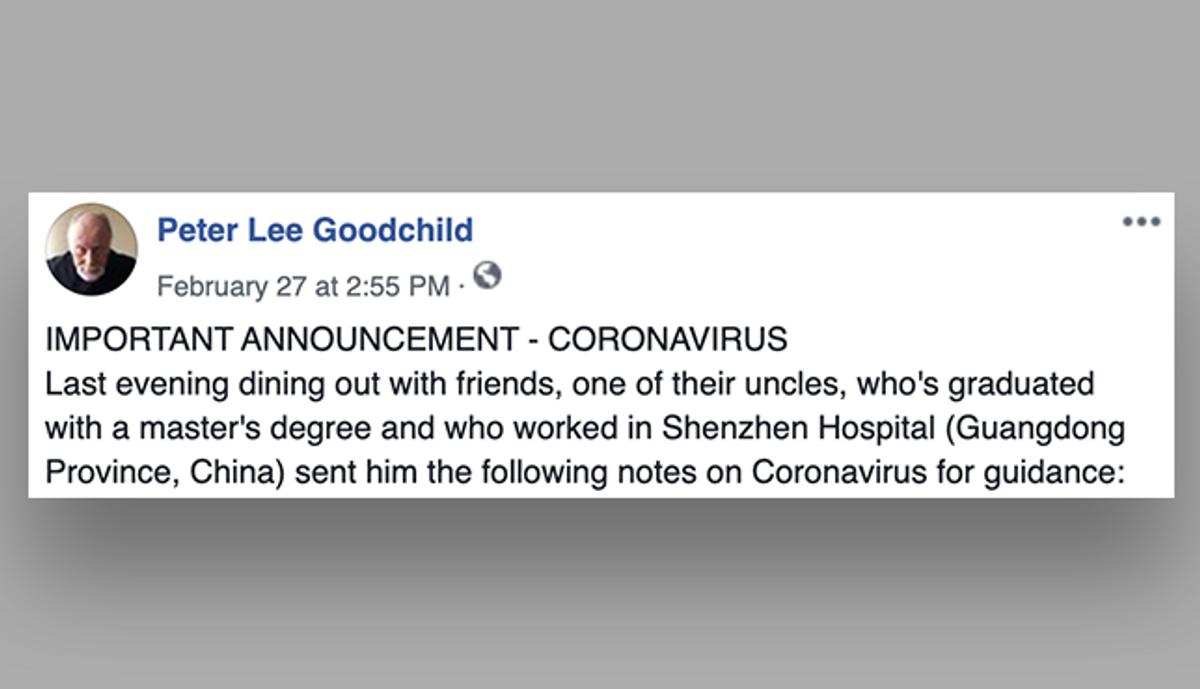 Peter Lee Goodchild
February 27 at 2:55 PM ·
IMPORTANT ANNOUNCEMENT - CORONAVIRUS
Last evening dining out with friends, one of their uncles, who's graduated
with a master's degree and who worked in Shenzhen Hospital (Guangdong
Province, China) sent him the following notes on Coronavirus for guidance: